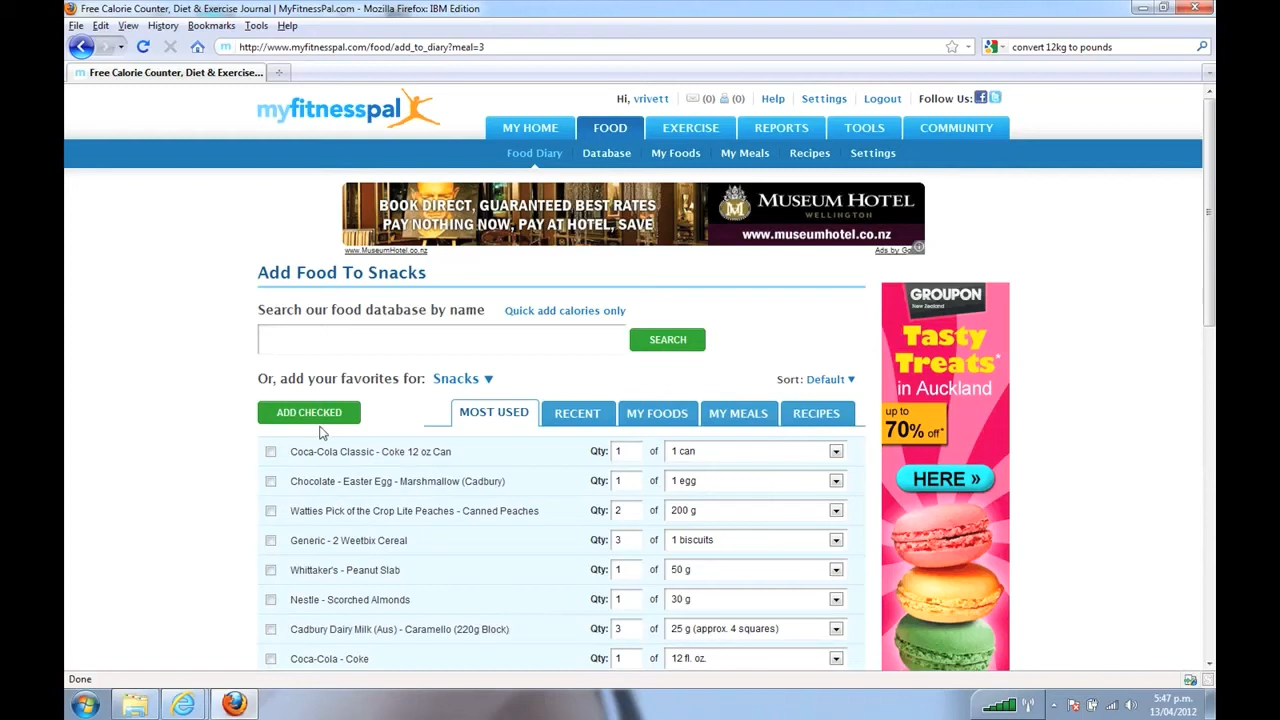 Free Calorie Counter, Diet & Exercise Journal | MyFitnessPal.com - Mozilla Firefox: IBM Edition
File Edit View History Bookmarks Tools Help
http://www.myfitnesspal.com/food/add_to_diary?meal=3
convert 12kg to pounds
Free Calorie Counter, Diet & Exercise...
myfitnesspal
Hi, vrivett (0) (0) Help Settings Logout Follow Us:
MY HOME FOOD EXERCISE REPORTS TOOLS COMMUNITY
Food Diary Database My Foods My Meals Recipes Settings
BOOK DIRECT, GUARANTEED BEST RATES
PAY NOTHING NOW, PAY AT HOTEL, SAVE
MUSEUM HOTEL
WELLINGTON
www.museumhotel.co.nz
www.MuseumHotel.co.nz
Ads by Go
Add Food To Snacks
Search our food database by name Quick add calories only
SEARCH
Or, add your favorites for: Snacks ▼ Sort: Default ▼
ADD CHECKED MOST USED RECENT MY FOODS MY MEALS RECIPES
Coca-Cola Classic - Coke 12 oz Can Qty: 1 of 1 can
Chocolate - Easter Egg - Marshmallow (Cadbury) Qty: 1 of 1 egg
Watties Pick of the Crop Lite Peaches - Canned Peaches Qty: 2 of 200 g
Generic - 2 Weetbix Cereal Qty: 3 of 1 biscuits
Whittaker's - Peanut Slab Qty: 1 of 50 g
Nestle - Scorched Almonds Qty: 1 of 30 g
Cadbury Dairy Milk (Aus) - Caramello (220g Block) Qty: 3 of 25 g (approx. 4 squares)
Coca-Cola - Coke Qty: 1 of 12 fl. oz.
GROUPON
New Zealand
Tasty
Treats*
in Auckland
up to
70% off*
HERE »
Done
5:47 p.m.
13/04/2012